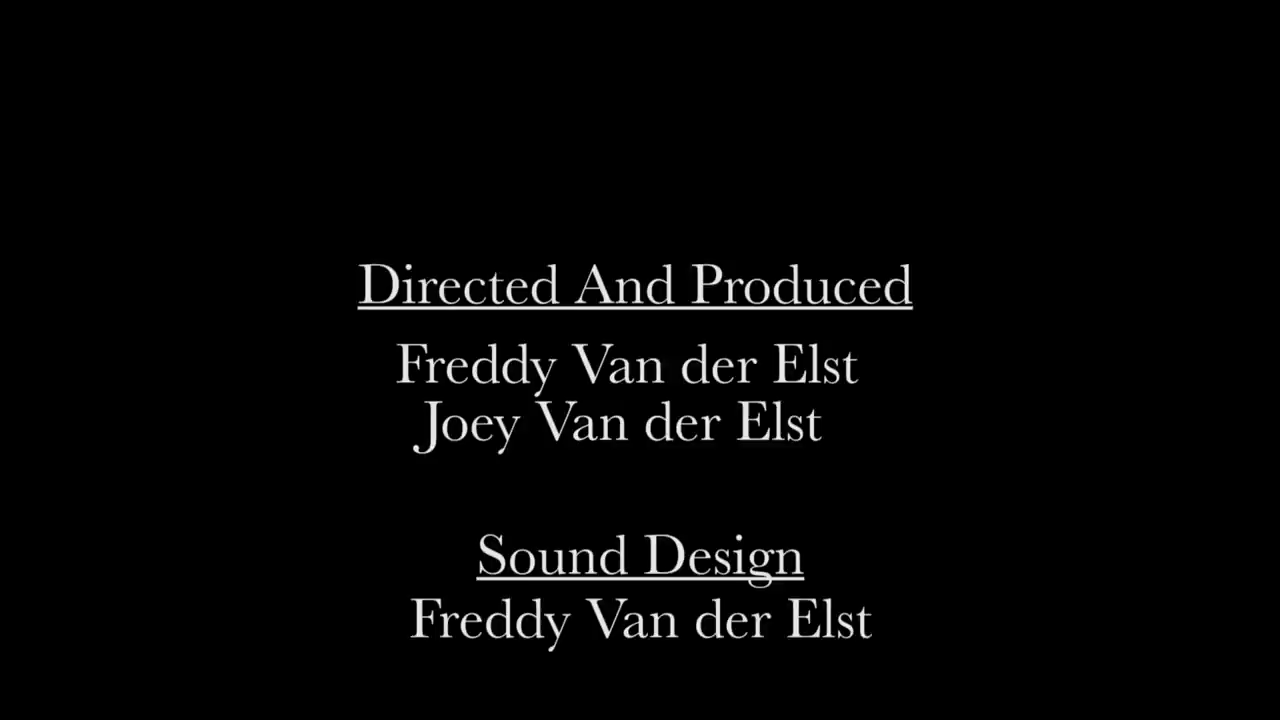 Directed And Produced
Freddy Van der Elst
Joey Van der Elst
Sound Design
Freddy Van der Elst